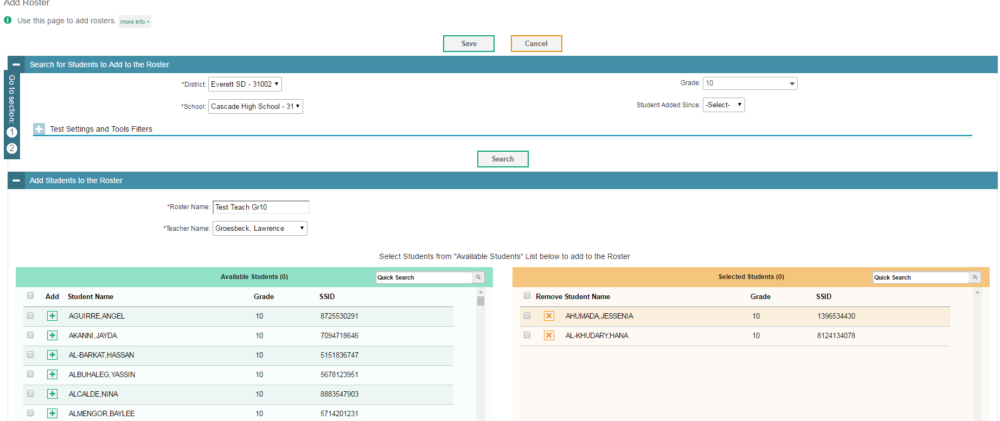 Add Roster
Use this page to add rosters. more info
Save Cancel
Search for Students to Add to the Roster
Go to section:
1
2
*District: Everett SD - 31002
Grade: 10
*School: Cascade High School - 31
Student Added Since: -Select-
Test Settings and Tools Filters
Search
Add Students to the Roster
*Roster Name: Test Teach Gr10
*Teacher Name: Groesbeck, Lawrence
Select Students from "Available Students" List below to add to the Roster
Available Students (0) Quick Search
Add Student Name Grade SSID
AGUIRRE,ANGEL 10 8725530291
AKANNI,JAYDA 10 7094718646
AL-BARKAT,HASSAN 10 5151836747
ALBUHALEG,YASSIN 10 5678123951
ALCALDE,NINA 10 8883547903
ALMENGOR,BAYLEE 10 5714201231
Selected Students (0) Quick Search
Remove Student Name Grade SSID
AHUMADA,JESSENIA 10 1396534430
AL-KHUDARY,HANA 10 8124134078